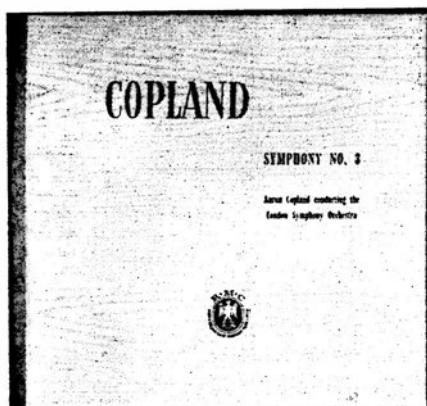 COPLAND
SYMPHONY NO. 3
Aaron Copland conducting the
London Symphony Orchestra
R·M·C